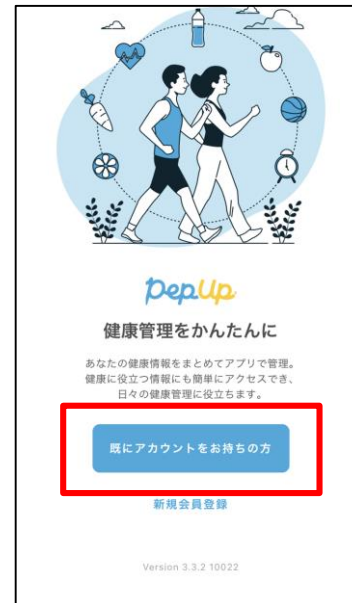 PepUp
健康管理をかんたんに
あなたの健康情報をまとめてアプリで管理。
健康に役立つ情報にも簡単にアクセスでき、
日々の健康管理に役立ちます。
既にアカウントをお持ちの方
新規会員登録
Version 3.3.2 10022